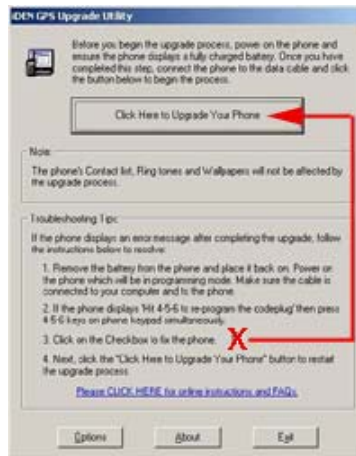 iDEN GPS Upgrade Utility
Before you begin the upgrade process, power on the phone and
ensure the phone displays a fully charged battery. Once you have
completed this step, connect the phone to the data cable and click
the button below to begin the process.
Click Here to Upgrade Your Phone
Note:
The phone's Contact list, Ring tones and Wallpapers will not be affected by
the upgrade process.
Troubleshooting Tips:
If the phone displays an error message after completing the upgrade, follow
the instructions below to resolve:
1. Remove the battery from the phone and place it back on. Power on
the phone which will be in programming mode. Make sure the cable is
connected to your computer and to the phone.
2. If the phone displays 'Hit 4-5-6 to re-program the codeplug' then press
4-5-6 keys on phone keypad simultaneously.
3. Click on the Checkbox to fix the phone. X
4. Next, click the "Click Here to Upgrade Your Phone" button to restart
the upgrade process
Please CLICK HERE for online instructions and FAQs.
Options About Exit